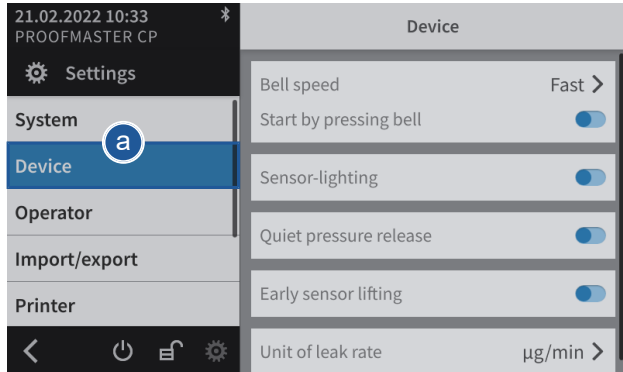 21.02.2022 10:33
PROOFMASTER CP
Settings
System
a
Device
Operator
Import/export
Printer
Device
Bell speed Fast
Start by pressing bell
Sensor-lighting
Quiet pressure release
Early sensor lifting
Unit of leak rate µg/min